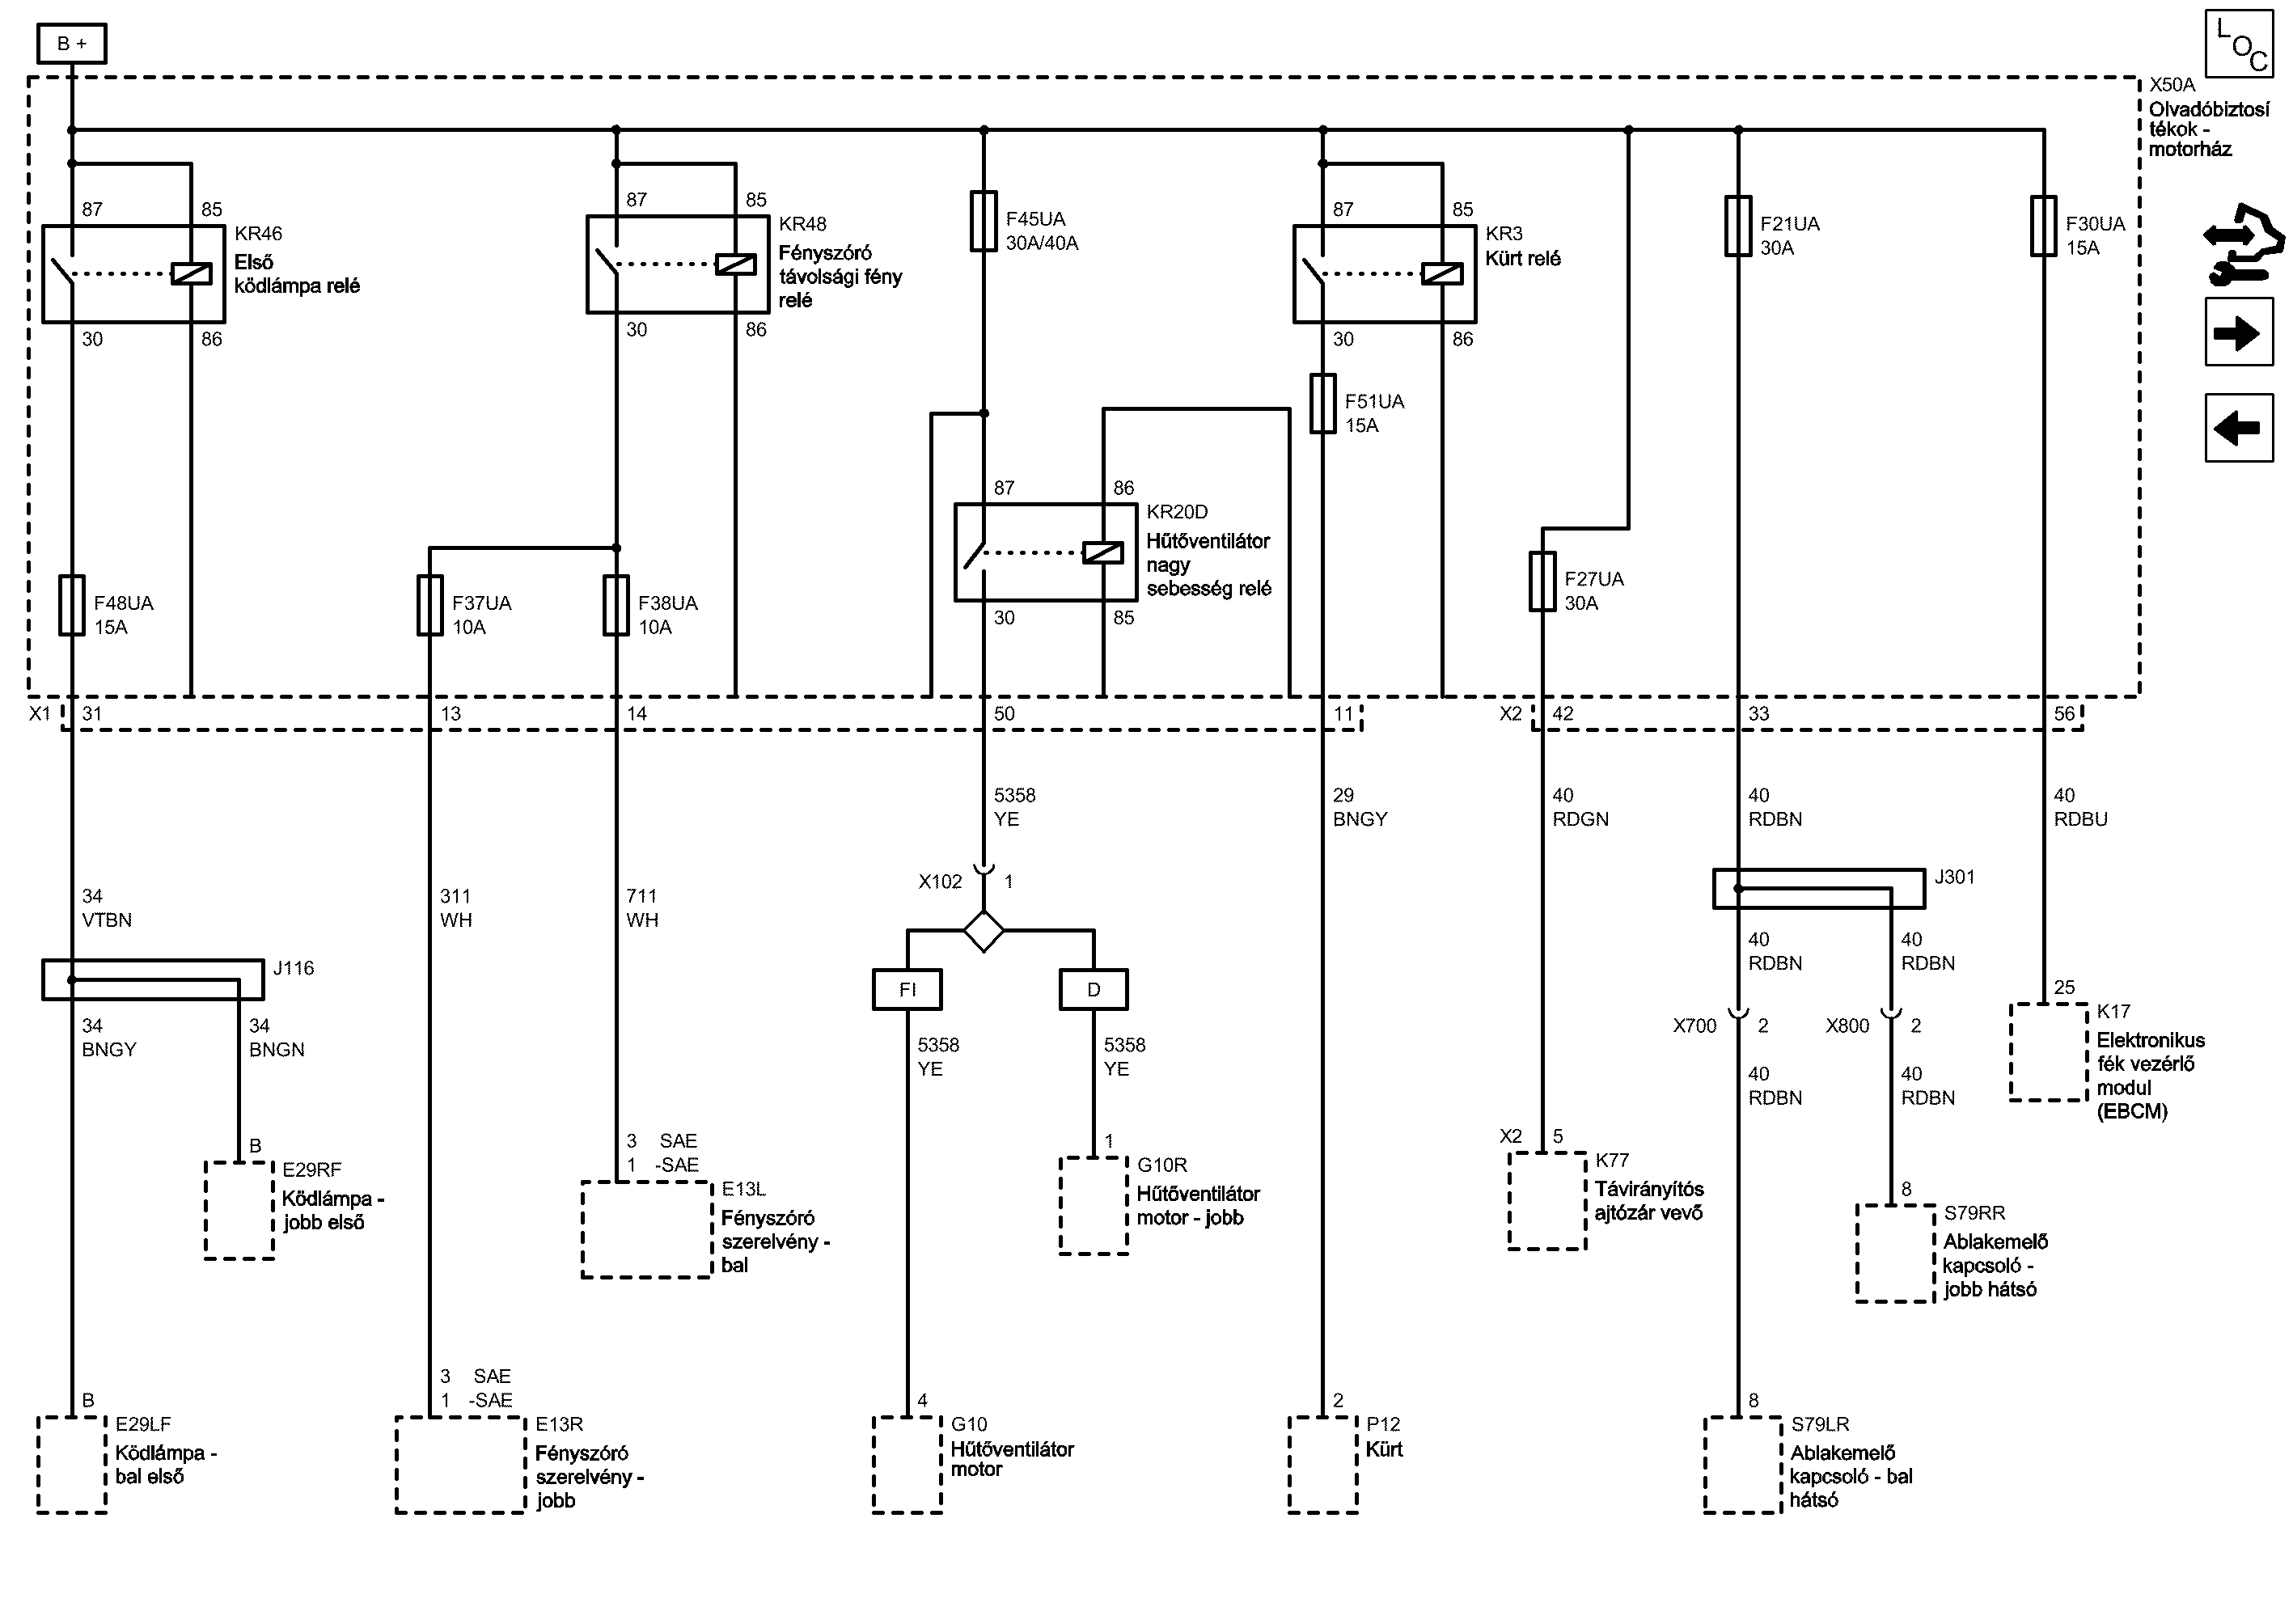 B +
L
O
C
X50A
Olvadóbiztosí
tékok -
motorház
87
85
KR46
Első
ködlámpa relé
30
86
87
85
KR48
Fényszóró
távolsági fény
relé
30
86
F45UA
30A/40A
87
85
KR3
Kürt relé
30
86
F21UA
30A
F30UA
15A
F51UA
15A
87
86
KR20D
Hűtőventilátor
nagy
sebesség relé
30
85
F48UA
15A
F37UA
10A
F38UA
10A
F27UA
30A
X1
31
13
14
50
11
X2
42
33
56
5358
YE
29
BNGY
40
RDGN
40
RDBN
40
RDBU
34
VTBN
311
WH
711
WH
X102
1
J301
J116
34
BNGY
34
BNGN
FI
D
5358
YE
5358
YE
40
RDBN
40
RDBN
X700
2
X800
2
40
RDBN
40
RDBN
25
K17
Elektronikus
fék vezérlő
modul
(EBCM)
B
E29RF
Ködlámpa -
jobb első
3 SAE
1 -SAE
E13L
Fényszóró
szerelvény -
bal
1
G10R
Hűtőventilátor
motor - jobb
X2
5
K77
Távirányítós
ajtózár vevő
8
S79RR
Ablakemelő
kapcsoló -
jobb hátsó
B
E29LF
Ködlámpa -
bal első
3 SAE
1 -SAE
E13R
Fényszóró
szerelvény -
jobb
4
G10
Hűtőventilátor
motor
2
P12
Kürt
8
S79LR
Ablakemelő
kapcsoló - bal
hátsó